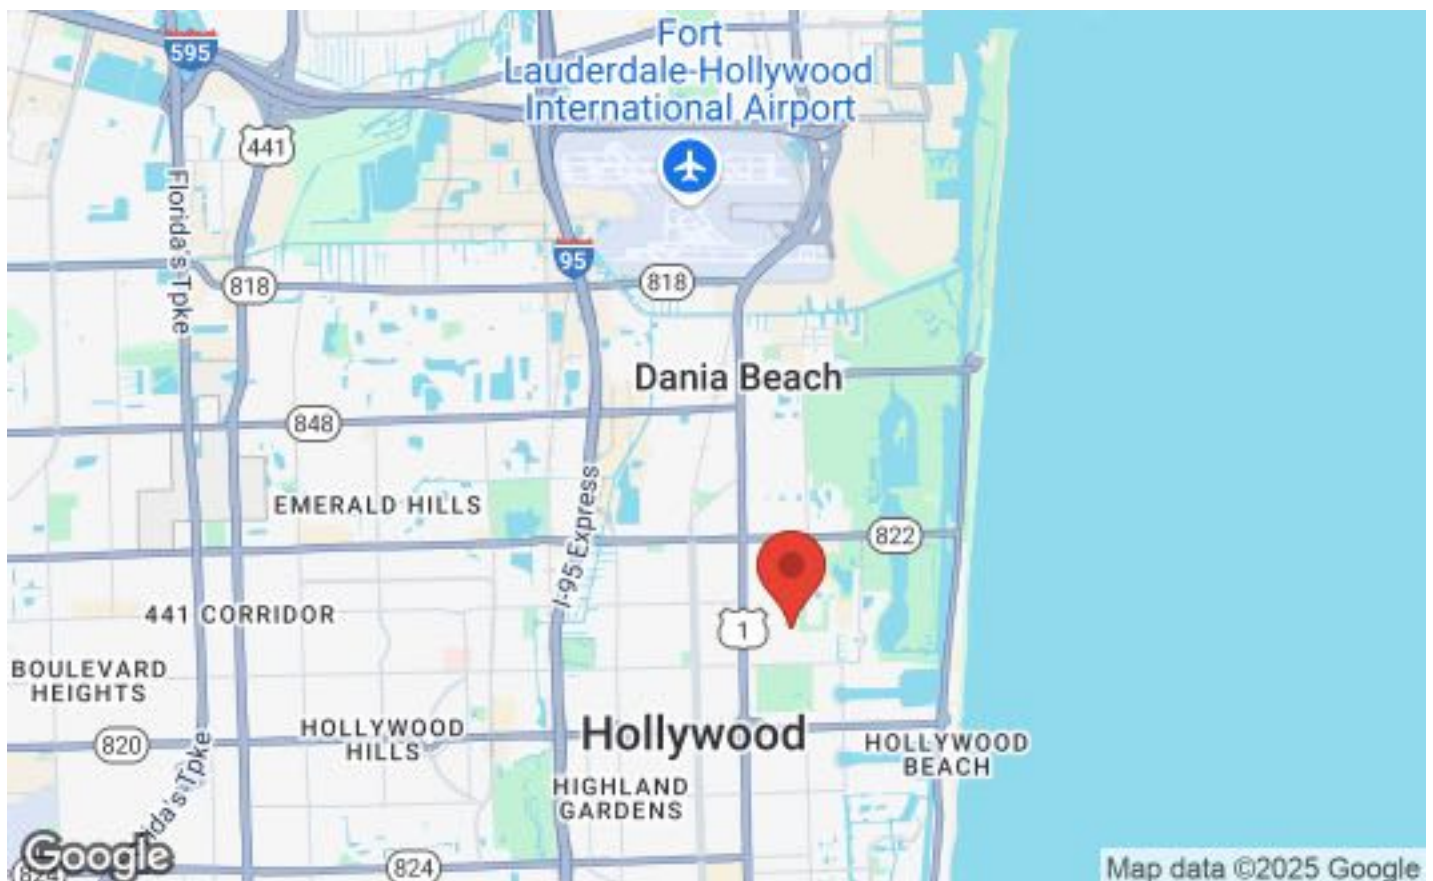 595
Fort
Lauderdale-Hollywood
International Airport
441
Florida's Tpke
95
818
818
Dania Beach
848
EMERALD HILLS
I-95 Express
822
441 CORRIDOR
1
BOULEVARD
HEIGHTS
HOLLYWOOD
HILLS
820
Hollywood
HOLLYWOOD
BEACH
HIGHLAND
GARDENS
ida's Tpke
Google
824
Map data ©2025 Google